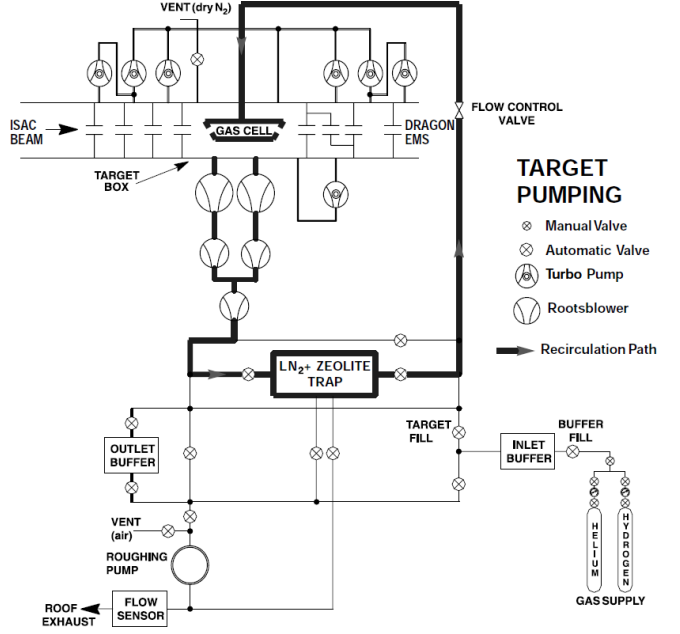 VENT (dry N₂)
ISAC
BEAM
GAS CELL
DRAGON
EMS
FLOW CONTROL
VALVE
TARGET
BOX
TARGET
PUMPING
Manual Valve
Automatic Valve
Turbo Pump
Rootsblower
Recirculation Path
LN₂+ ZEOLITE
TRAP
TARGET
FILL
BUFFER
FILL
OUTLET
BUFFER
INLET
BUFFER
VENT
(air)
ROUGHING
PUMP
HELIUM
HYDROGEN
GAS SUPPLY
ROOF
EXHAUST
FLOW
SENSOR